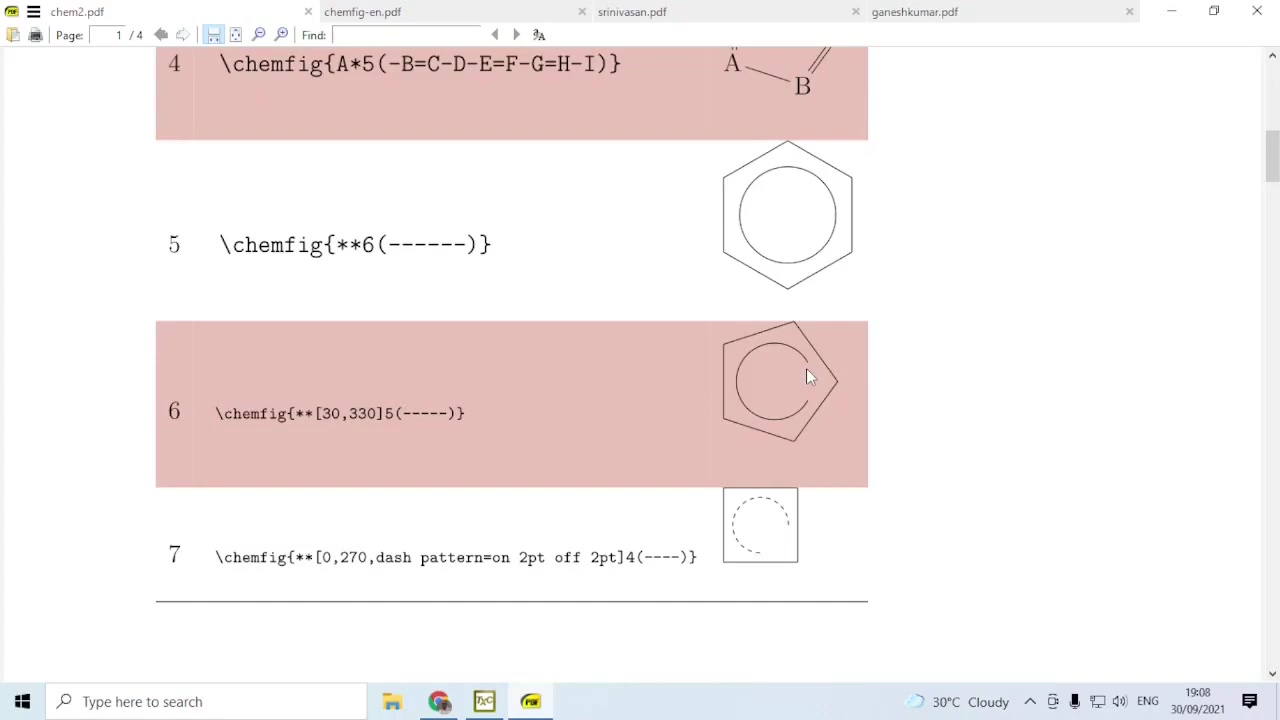 chem2.pdf
chemfig-en.pdf
srinivasan.pdf
ganeshkumar.pdf
Page: 1 / 4
Find:
4 \chemfig{A*5(-B=C-D-E=F-G=H-I)}
A
B
5 \chemfig{**6(------)}
6 \chemfig{**[30,330]5(-----)}
7 \chemfig{**[0,270,dash pattern=on 2pt off 2pt]4(----)}
Type here to search
TXC
PDF
30°C Cloudy
ENG
19:08
30/09/2021